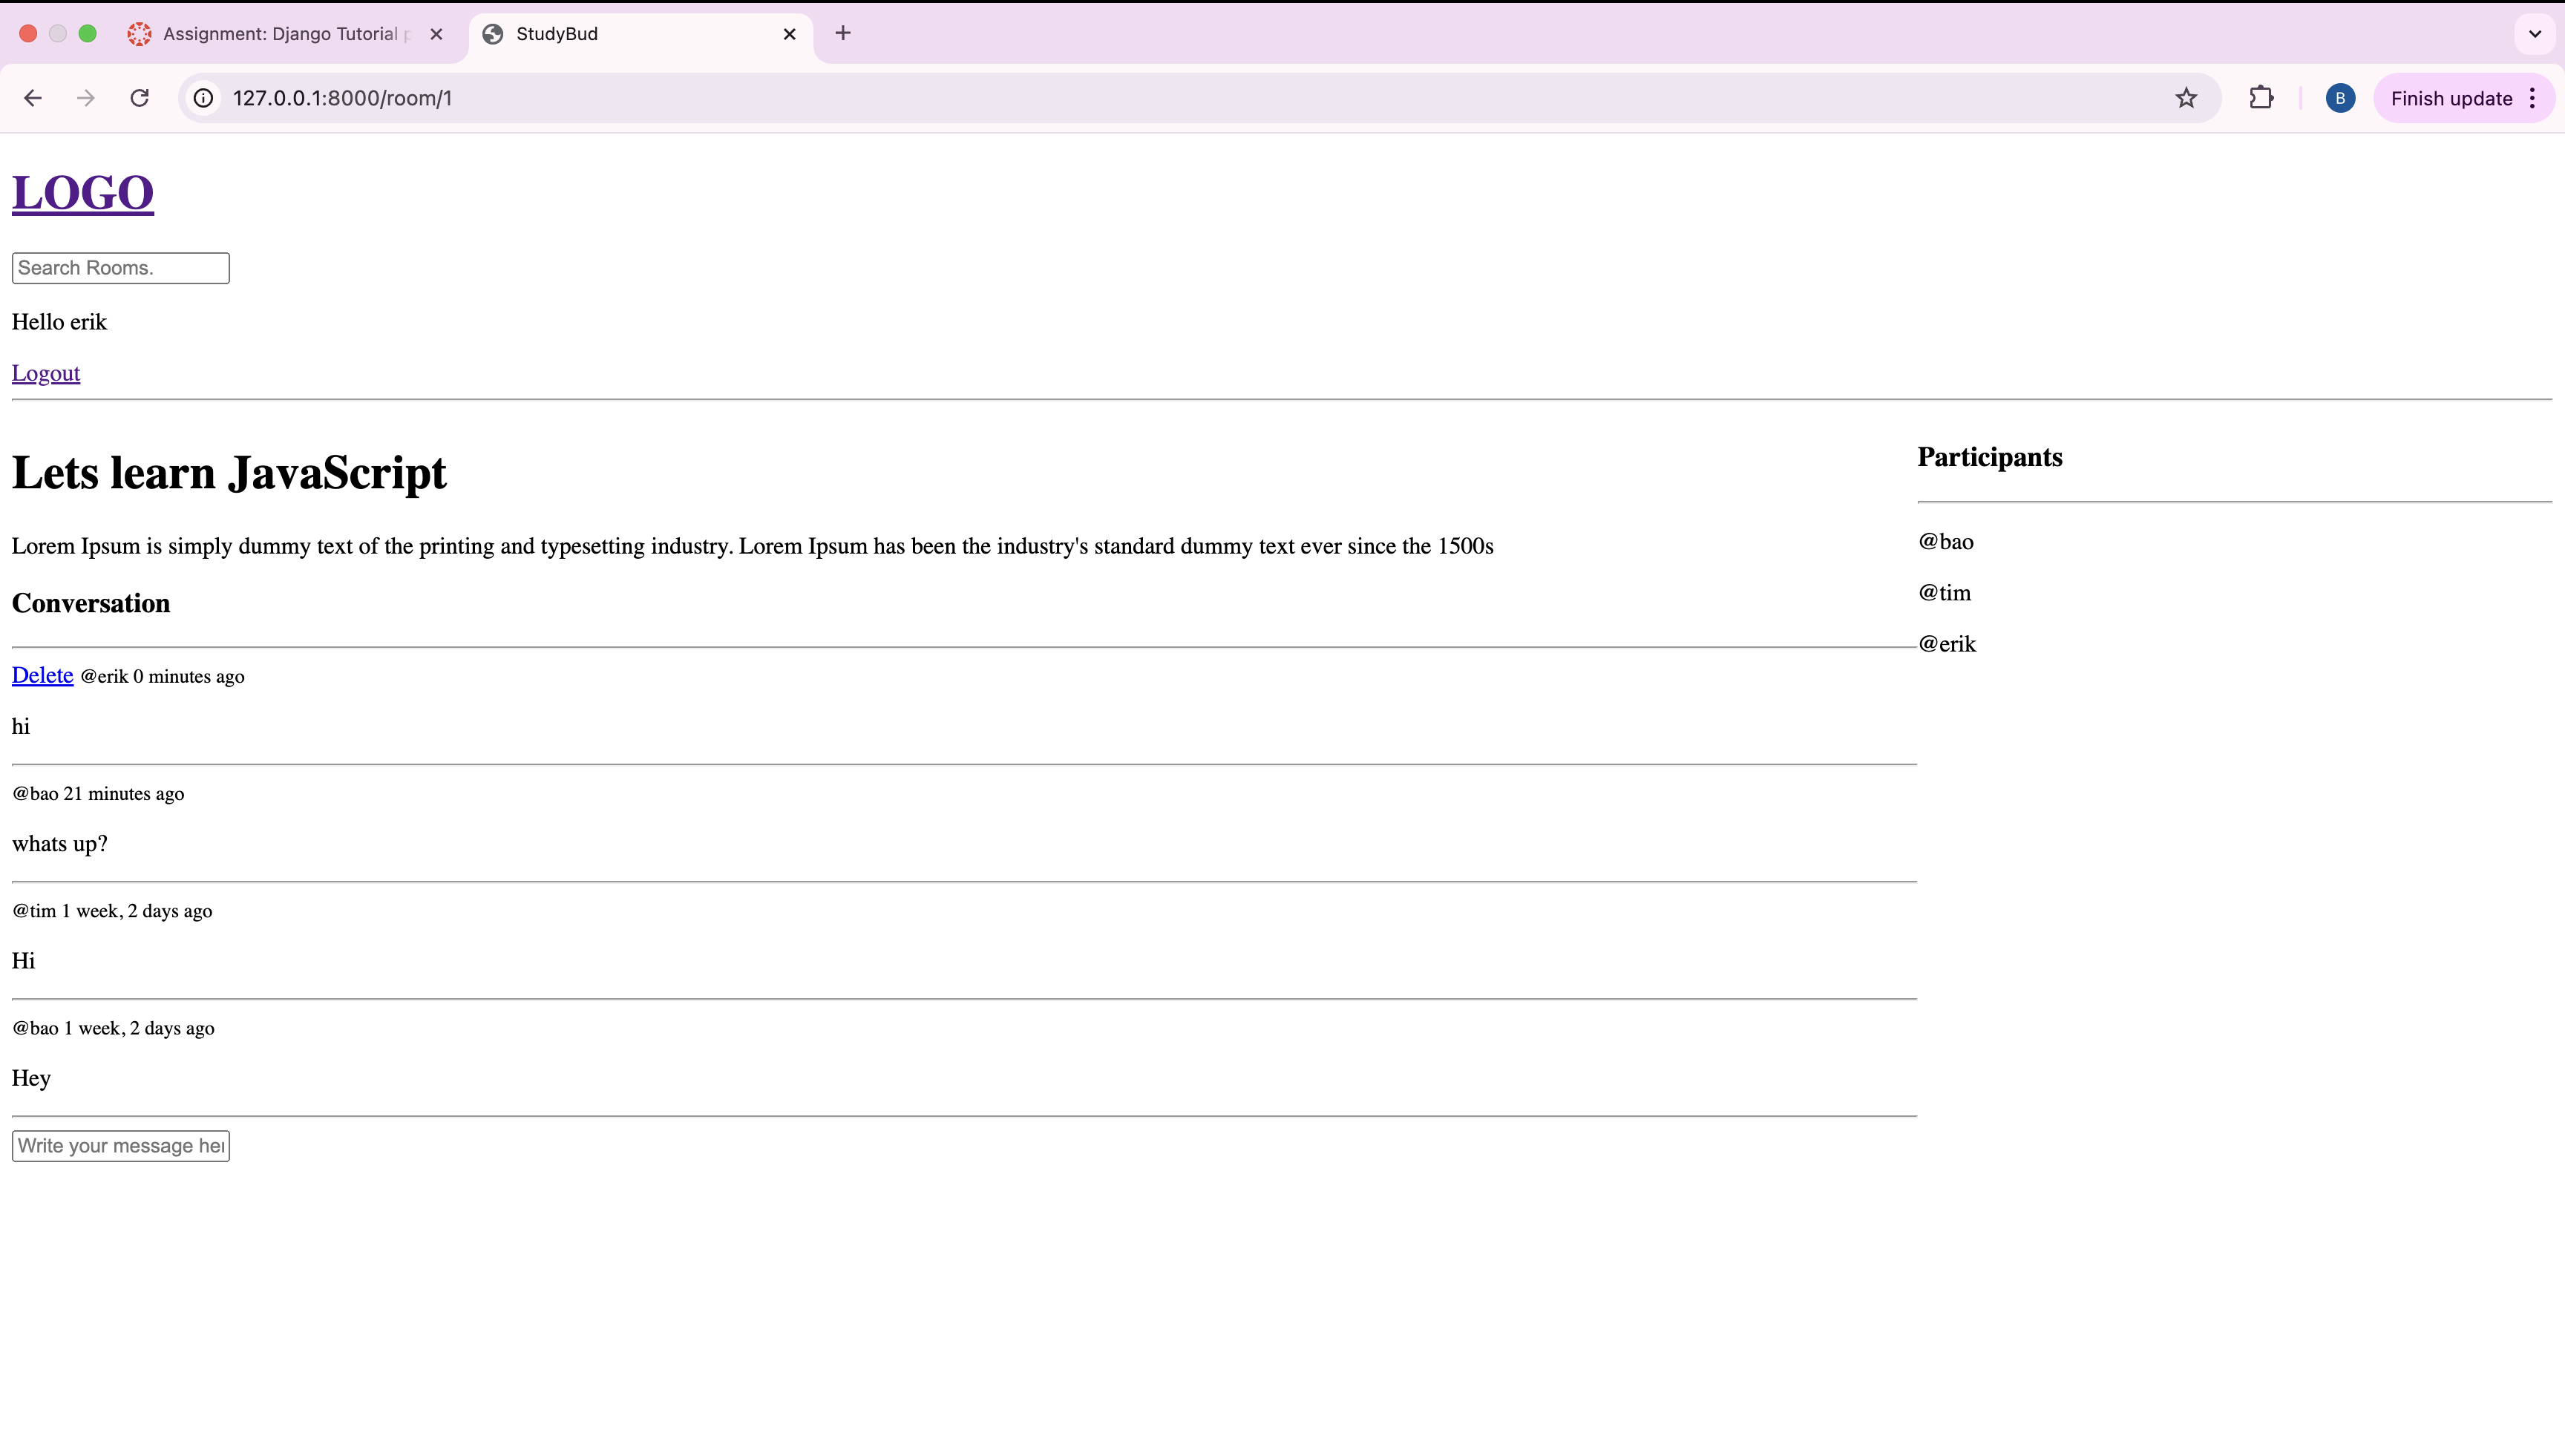 Assignment: Django Tutorial
StudyBud
127.0.0.1:8000/room/1
B
Finish update
LOGO
Search Rooms.
Hello erik
Logout
Lets learn JavaScript
Lorem Ipsum is simply dummy text of the printing and typesetting industry. Lorem Ipsum has been the industry's standard dummy text ever since the 1500s
Conversation
Delete @erik 0 minutes ago
hi
@bao 21 minutes ago
whats up?
@tim 1 week, 2 days ago
Hi
@bao 1 week, 2 days ago
Hey
Write your message her
Participants
@bao
@tim
@erik